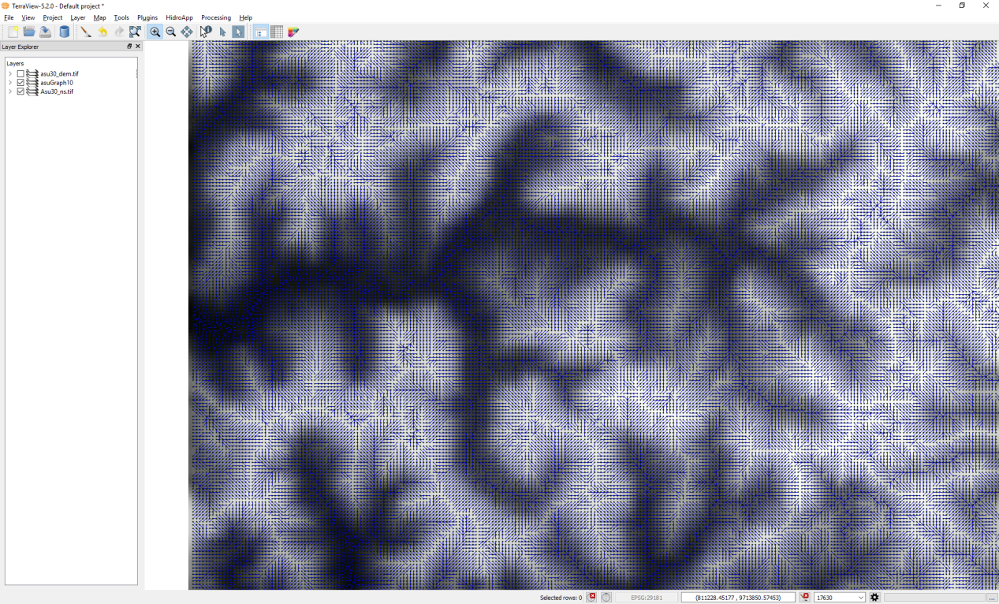 TerraView-5.2.0 - Default project *
File View Project Layer Map Tools Plugins HidroApp Processing Help
Layer Explorer
Layers
asu30_dem.tif
asuGraph10
Asu30_ns.tif
Selected rows: 0 EPSG:29181 (811228.45177 , 9713850.57453) 17630 ...